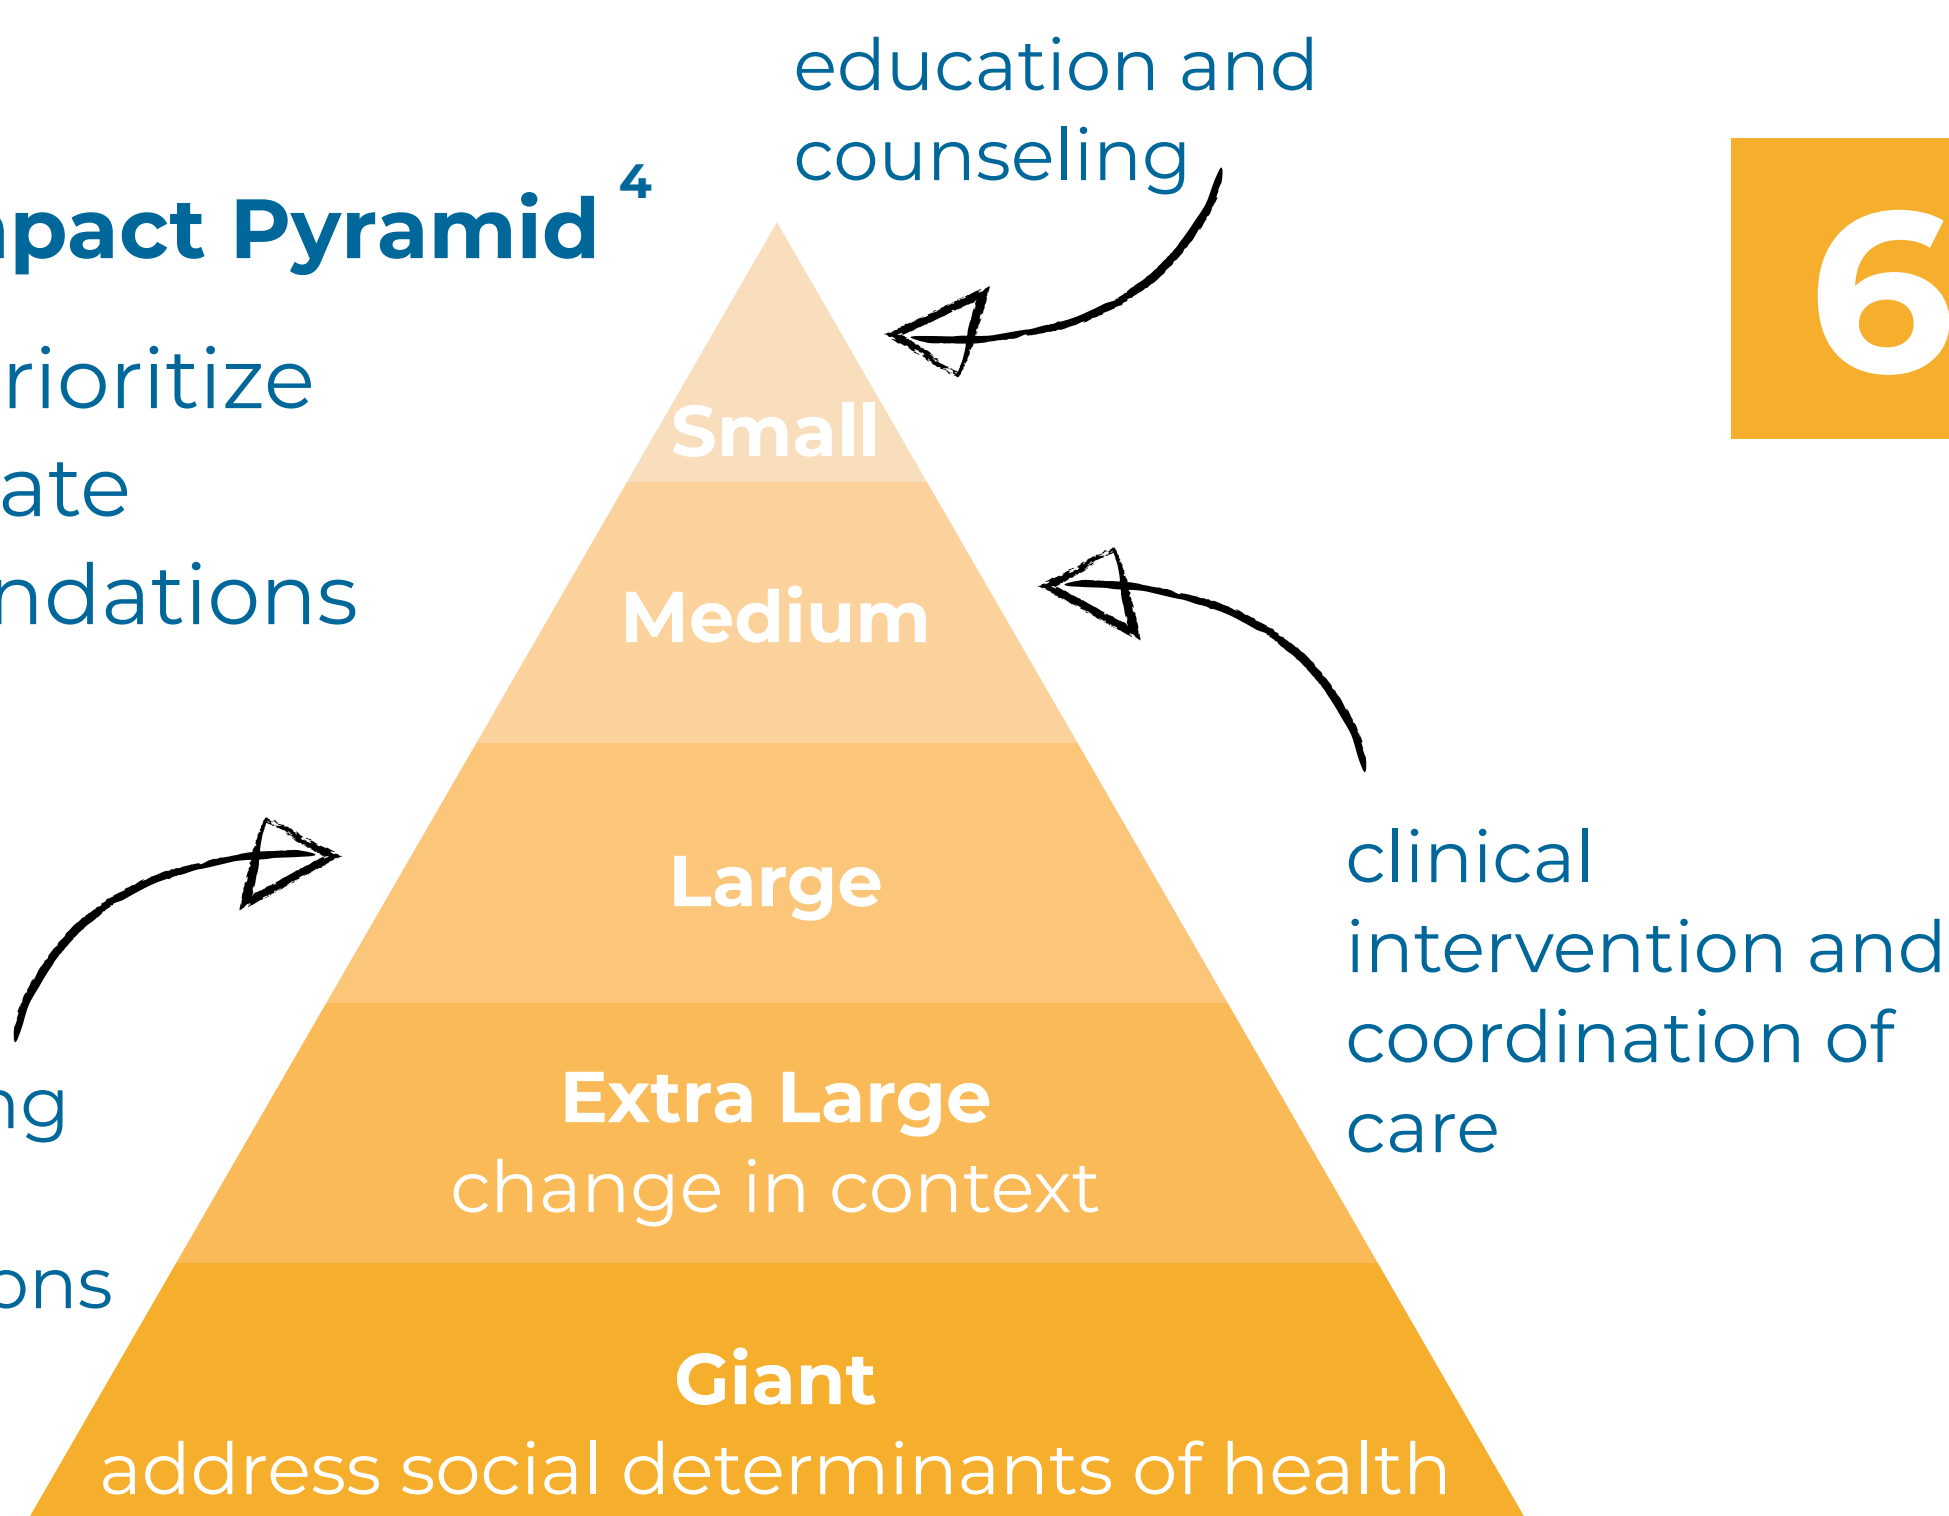 education and
counseling
mpact Pyramid 4
rioritize
ate
ndations
6
Small
Medium
Large
Extra Large
change in context
Giant
address social determinants of health
clinical
intervention and
coordination of
care
ng
ons